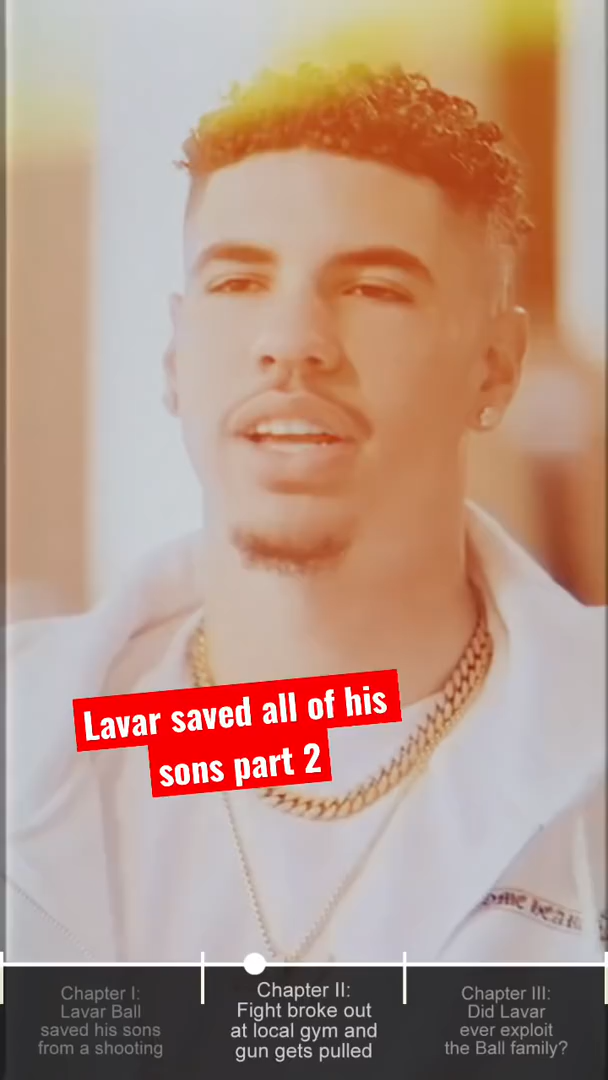 Lavar saved all of his
sons part 2
Chapter I:
Lavar Ball
saved his sons
from a shooting
Chapter II:
Fight broke out
at local gym and
gun gets pulled
Chapter III:
Did Lavar
ever exploit
the Ball family?